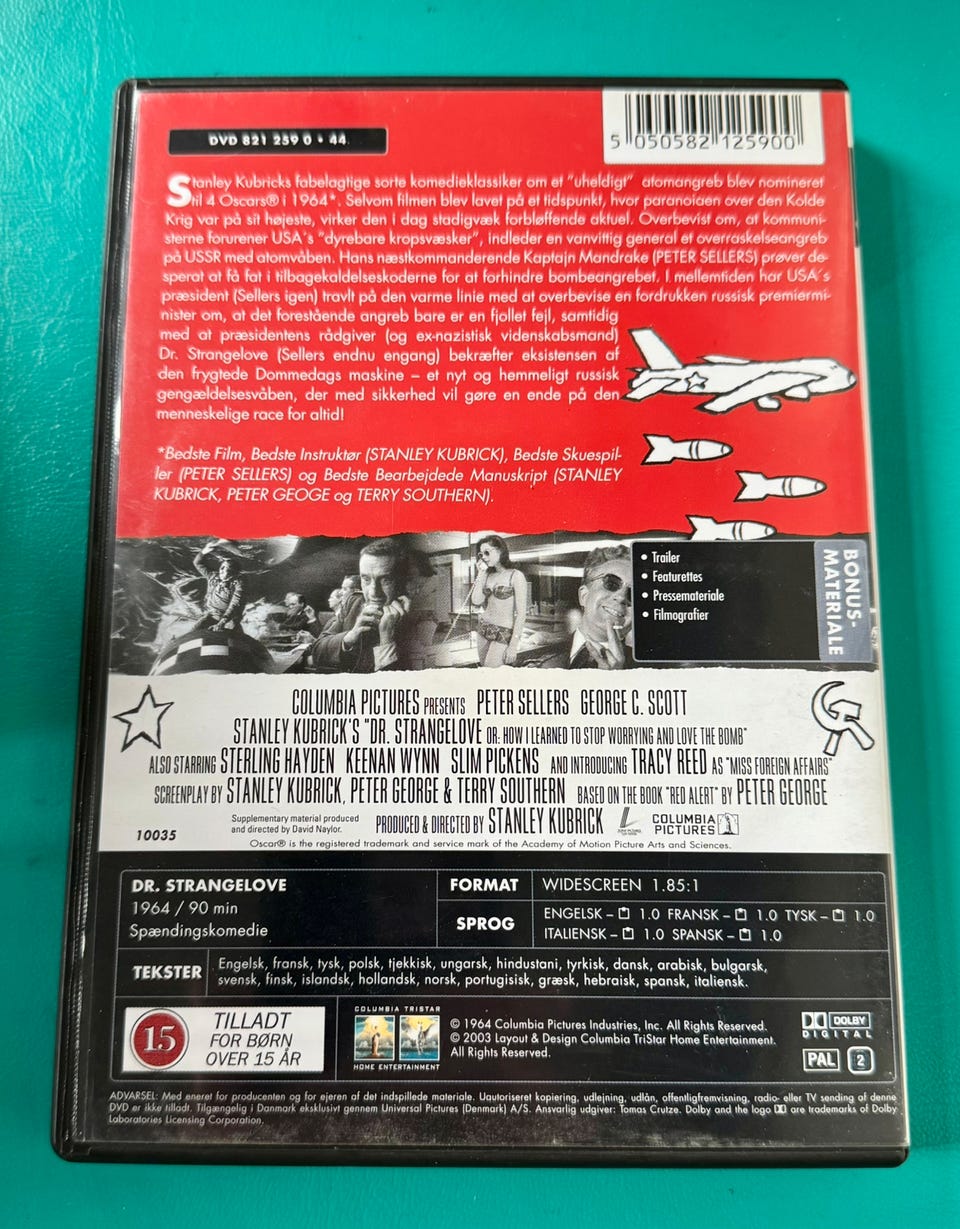 DVD 821 259 0 • 44
5 050582 125900
Stanley Kubricks fabelagtige sorte komedieklassiker om et "uheldigt" atomangreb blev nomineret
til 4 Oscars® i 1964*. Selvom filmen blev lavet på et tidspunkt, hvor paranoiaen over den Kolde
Krig var på sit højeste, virker den i dag stadigvæk forbløffende aktuel. Overbevist om, at kommuni-
sterne forurener USA´s "dyrebare kropsvæsker", indleder en vanvittig general et overraskelseangreb
på USSR med atomvåben. Hans næstkommanderende Kaptajn Mandrake (PETER SELLERS) prøver de-
sperat at få fat i tilbagekaldelseskoderne for at forhindre bombeangrebet. I mellemtiden har USA´s
præsident (Sellers igen) travlt på den varme linie med at overbevise en fordrukken russisk premiermi-
nister om, at det forestående angreb bare er en fjollet fejl, samtidig
med at præsidentens rådgiver (og ex-nazistisk videnskabsmand)
Dr. Strangelove (Sellers endnu engang) bekræfter eksistensen af
den frygtede Dommedags maskine – et nyt og hemmeligt russisk
gengældelsesvåben, der med sikkerhed vil gøre en ende på den
menneskelige race for altid!
*Bedste Film, Bedste Instruktør (STANLEY KUBRICK), Bedste Skuespil-
ler (PETER SELLERS) og Bedste Bearbejdede Manuskript (STANLEY
KUBRICK, PETER GEOGE og TERRY SOUTHERN).
• Trailer
• Featurettes
• Pressemateriale
• Filmografier
BONUS-
MATERIALE
COLUMBIA PICTURES PRESENTS PETER SELLERS GEORGE C. SCOTT
STANLEY KUBRICK'S "DR. STRANGELOVE OR: HOW I LEARNED TO STOP WORRYING AND LOVE THE BOMB"
ALSO STARRING STERLING HAYDEN KEENAN WYNN SLIM PICKENS AND INTRODUCING TRACY REED AS "MISS FOREIGN AFFAIRS"
SCREENPLAY BY STANLEY KUBRICK, PETER GEORGE & TERRY SOUTHERN BASED ON THE BOOK "RED ALERT" BY PETER GEORGE
Supplementary material produced
and directed by David Naylor.
PRODUCED & DIRECTED BY STANLEY KUBRICK
COLUMBIA
PICTURES
10035
Oscar® is the registered trademark and service mark of the Academy of Motion Picture Arts and Sciences.
DR. STRANGELOVE
1964 / 90 min
Spændingskomedie
FORMAT WIDESCREEN 1.85:1
SPROG
ENGELSK – 1.0 FRANSK – 1.0 TYSK – 1.0
ITALIENSK – 1.0 SPANSK – 1.0
TEKSTER
Engelsk, fransk, tysk, polsk, tjekkisk, ungarsk, hindustani, tyrkisk, dansk, arabisk, bulgarsk,
svensk, finsk, islandsk, hollandsk, norsk, portugisisk, græsk, hebraisk, spansk, italiensk.
15
TILLADT
FOR BØRN
OVER 15 ÅR
COLUMBIA TRISTAR
HOME ENTERTAINMENT
© 1964 Columbia Pictures Industries, Inc. All Rights Reserved.
© 2003 Layout & Design Columbia TriStar Home Entertainment.
All Rights Reserved.
DOLBY
DIGITAL
PAL 2
ADVARSEL: Med eneret for producenten og for ejeren af det indspillede materiale. Uautoriseret kopiering, udlejning, udlån, offentligfremvisning, radio- eller TV sending af denne
DVD er ikke tilladt. Tilgængelig i Danmark eksklusivt gennem Universal Pictures (Denmark) A/S. Ansvarlig udgiver: Tomas Crutze. Dolby and the logo are trademarks of Dolby
Laboratories Licensing Corporation.